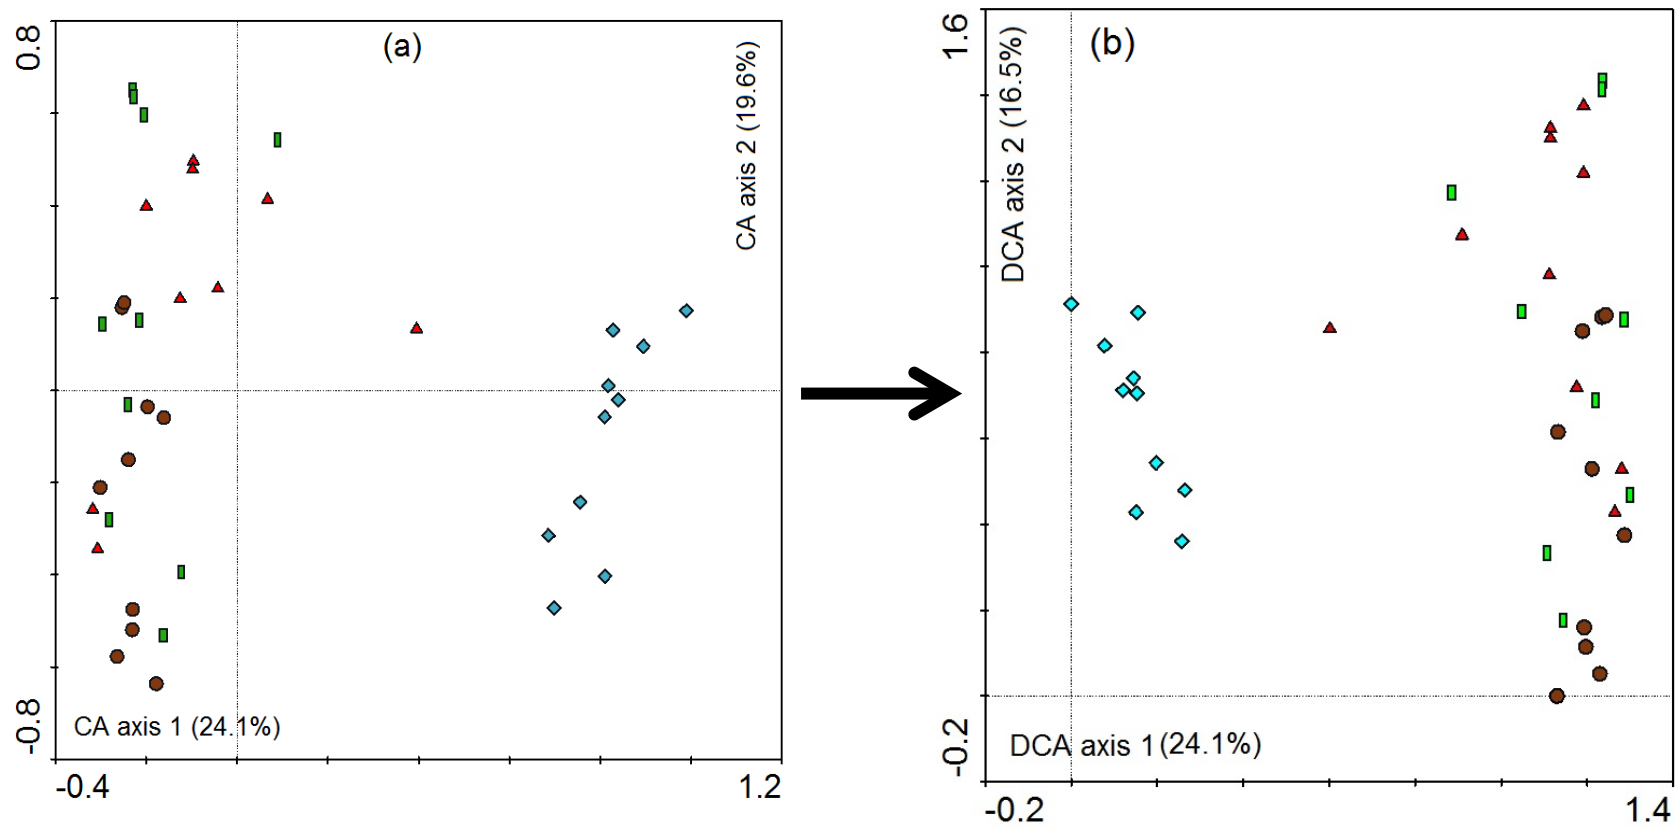 0.8
(a)
CA axis 2 (19.6%)
-0.8
CA axis 1 (24.1%)
-0.4
1.2
1.6
(b)
DCA axis 2 (16.5%)
-0.2
DCA axis 1 (24.1%)
-0.2
1.4